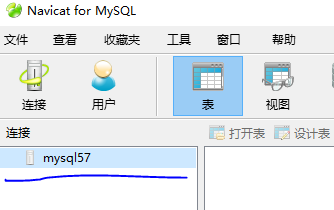 Navicat for MySQL
文件 查看 收藏夹 工具 窗口 帮助
连接 用户 表 视图
连接 打开表 设计表
mysql57